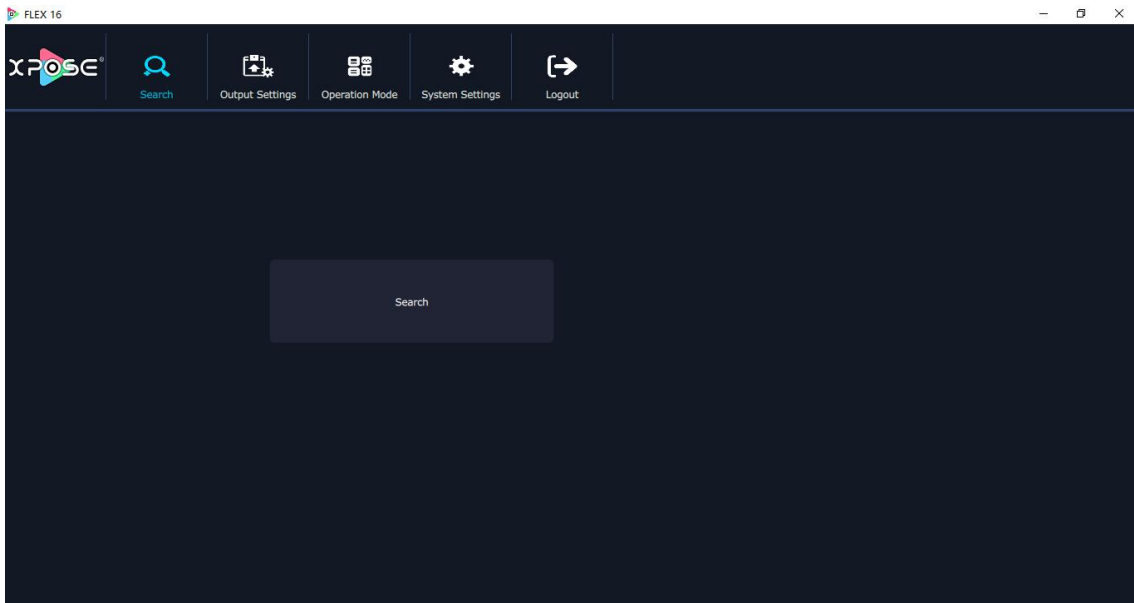 FLEX 16
XPOSE®
Search
Output Settings
Operation Mode
System Settings
Logout
Search